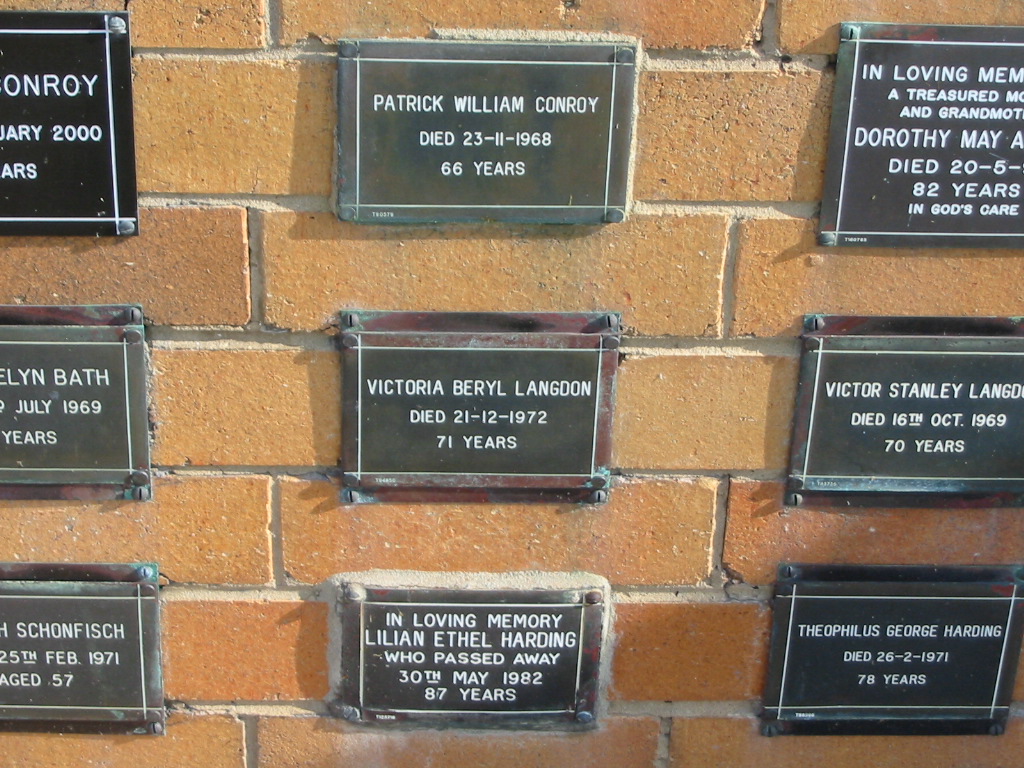 CONROY
UARY 2000
ARS
PATRICK WILLIAM CONROY
DIED 23-11-1968
66 YEARS
IN LOVING MEM
A TREASURED MO
AND GRANDMOT
DOROTHY MAY A
DIED 20-5-
82 YEARS
IN GOD'S CARE
ELYN BATH
JULY 1969
YEARS
VICTORIA BERYL LANGDON
DIED 21-12-1972
71 YEARS
VICTOR STANLEY LANGDO
DIED 16TH OCT. 1969
70 YEARS
H SCHONFISCH
25TH FEB. 1971
AGED 57
IN LOVING MEMORY
LILIAN ETHEL HARDING
WHO PASSED AWAY
30TH MAY 1982
87 YEARS
THEOPHILUS GEORGE HARDING
DIED 26-2-1971
78 YEARS